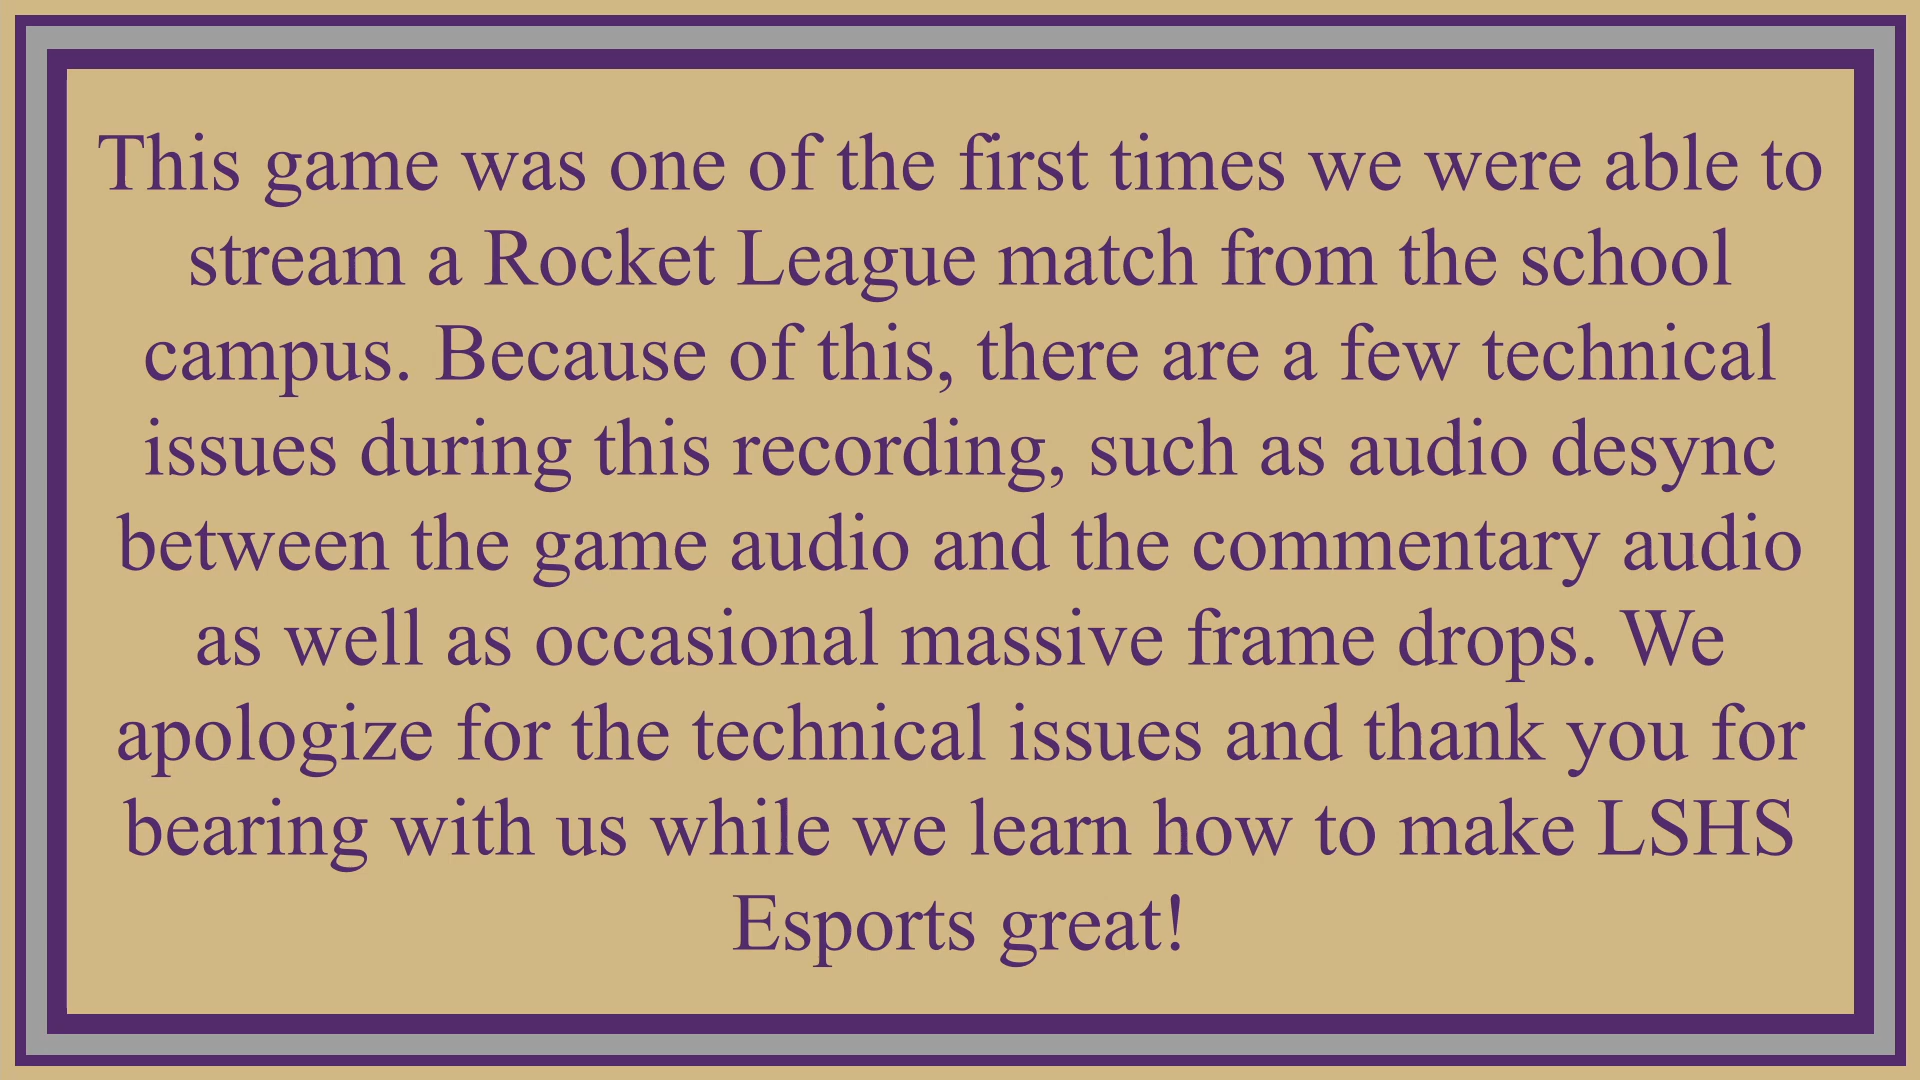 This game was one of the first times we were able to
stream a Rocket League match from the school
campus. Because of this, there are a few technical
issues during this recording, such as audio desync
between the game audio and the commentary audio
as well as occasional massive frame drops. We
apologize for the technical issues and thank you for
bearing with us while we learn how to make LSHS
Esports great!